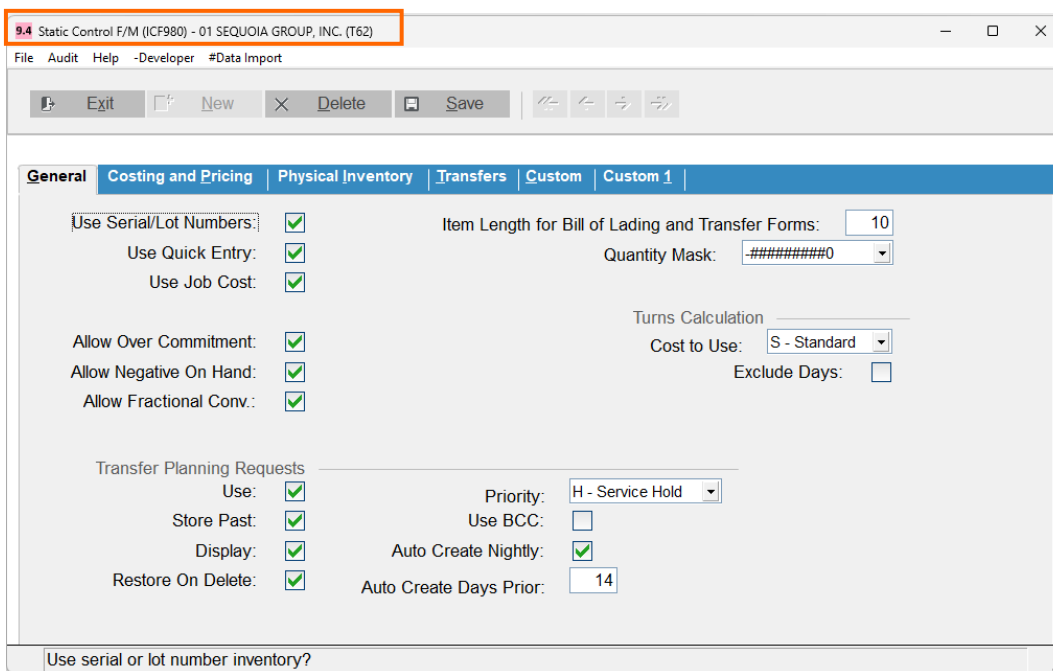 9.4 Static Control F/M (ICF980) - 01 SEQUOIA GROUP, INC. (T62)
File Audit Help -Developer #Data Import
Exit New Delete Save
General Costing and Pricing Physical Inventory Transfers Custom Custom 1
Use Serial/Lot Numbers: Item Length for Bill of Lading and Transfer Forms: 10
Use Quick Entry: Quantity Mask: -#########0
Use Job Cost:
Turns Calculation
Allow Over Commitment: Cost to Use: S - Standard
Allow Negative On Hand: Exclude Days:
Allow Fractional Conv.:
Transfer Planning Requests
Use: Priority: H - Service Hold
Store Past: Use BCC:
Display: Auto Create Nightly:
Restore On Delete: Auto Create Days Prior: 14
Use serial or lot number inventory?